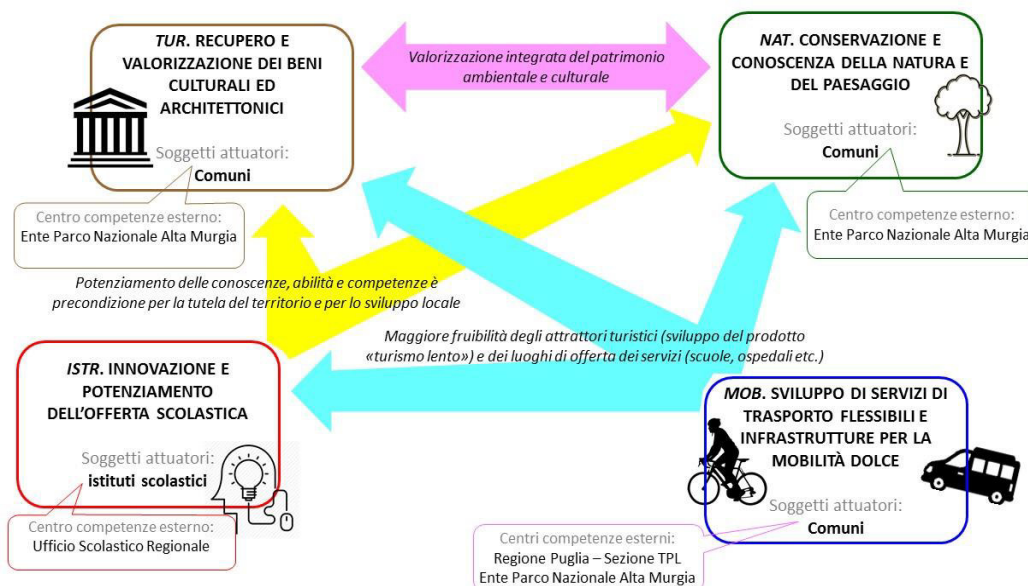 TUR. RECUPERO E
VALORIZZAZIONE DEI BENI
CULTURALI ED
ARCHITETTONICI
Soggetti attuatori:
Comuni
Centro competenze esterno:
Ente Parco Nazionale Alta Murgia
Valorizzazione integrata del patrimonio
ambientale e culturale
NAT. CONSERVAZIONE E
CONOSCENZA DELLA NATURA E
DEL PAESAGGIO
Soggetti attuatori:
Comuni
Centro competenze esterno:
Ente Parco Nazionale Alta Murgia
Potenziamento delle conoscenze, abilità e competenze è
precondizione per la tutela del territorio e per lo sviluppo locale
Maggiore fruibilità degli attrattori turistici (sviluppo del prodotto
«turismo lento») e dei luoghi di offerta dei servizi (scuole, ospedali etc.)
ISTR. INNOVAZIONE E
POTENZIAMENTO
DELL'OFFERTA SCOLASTICA
Soggetti attuatori:
istituti scolastici
Centro competenze esterno:
Ufficio Scolastico Regionale
MOB. SVILUPPO DI SERVIZI DI
TRASPORTO FLESSIBILI E
INFRASTRUTTURE PER LA
MOBILITÀ DOLCE
Soggetti attuatori:
Comuni
Centri competenze esterni:
Regione Puglia – Sezione TPL
Ente Parco Nazionale Alta Murgia